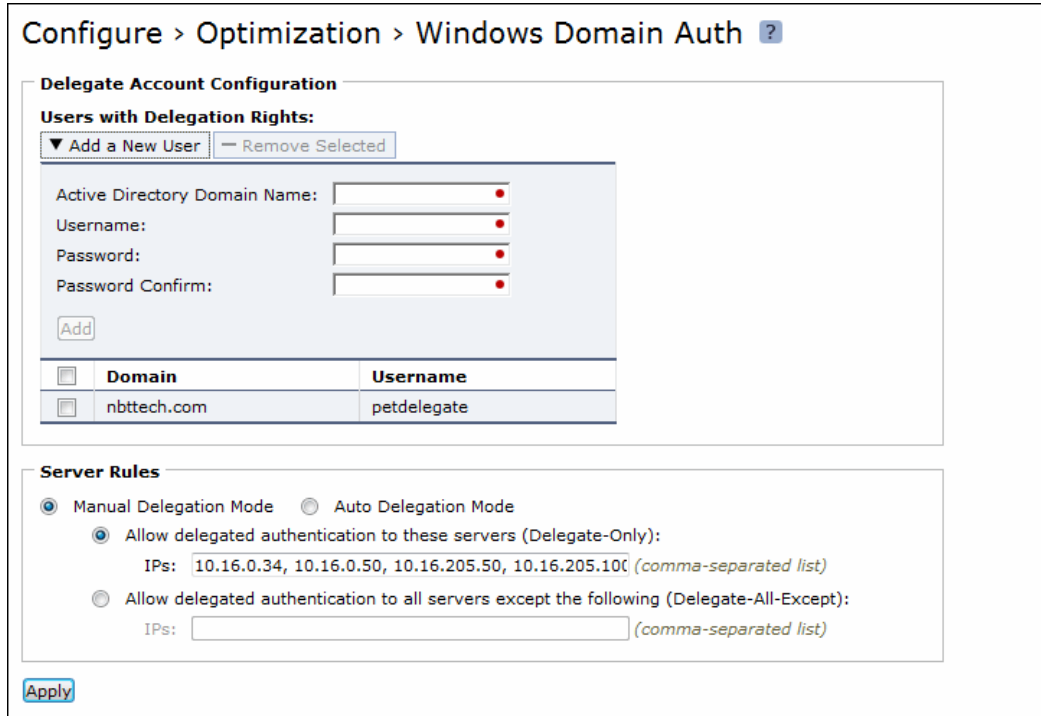 Configure > Optimization > Windows Domain Auth ?
Delegate Account Configuration
Users with Delegation Rights:
▼ Add a New User — Remove Selected
Active Directory Domain Name:
Username:
Password:
Password Confirm:
Add
Domain Username
nbttech.com petdelegate
Server Rules
Manual Delegation Mode Auto Delegation Mode
Allow delegated authentication to these servers (Delegate-Only):
IPs: 10.16.0.34, 10.16.0.50, 10.16.205.50, (comma-separated list)
Allow delegated authentication to all servers except the following (Delegate-All-Except):
IPs: (comma-separated list)
Apply